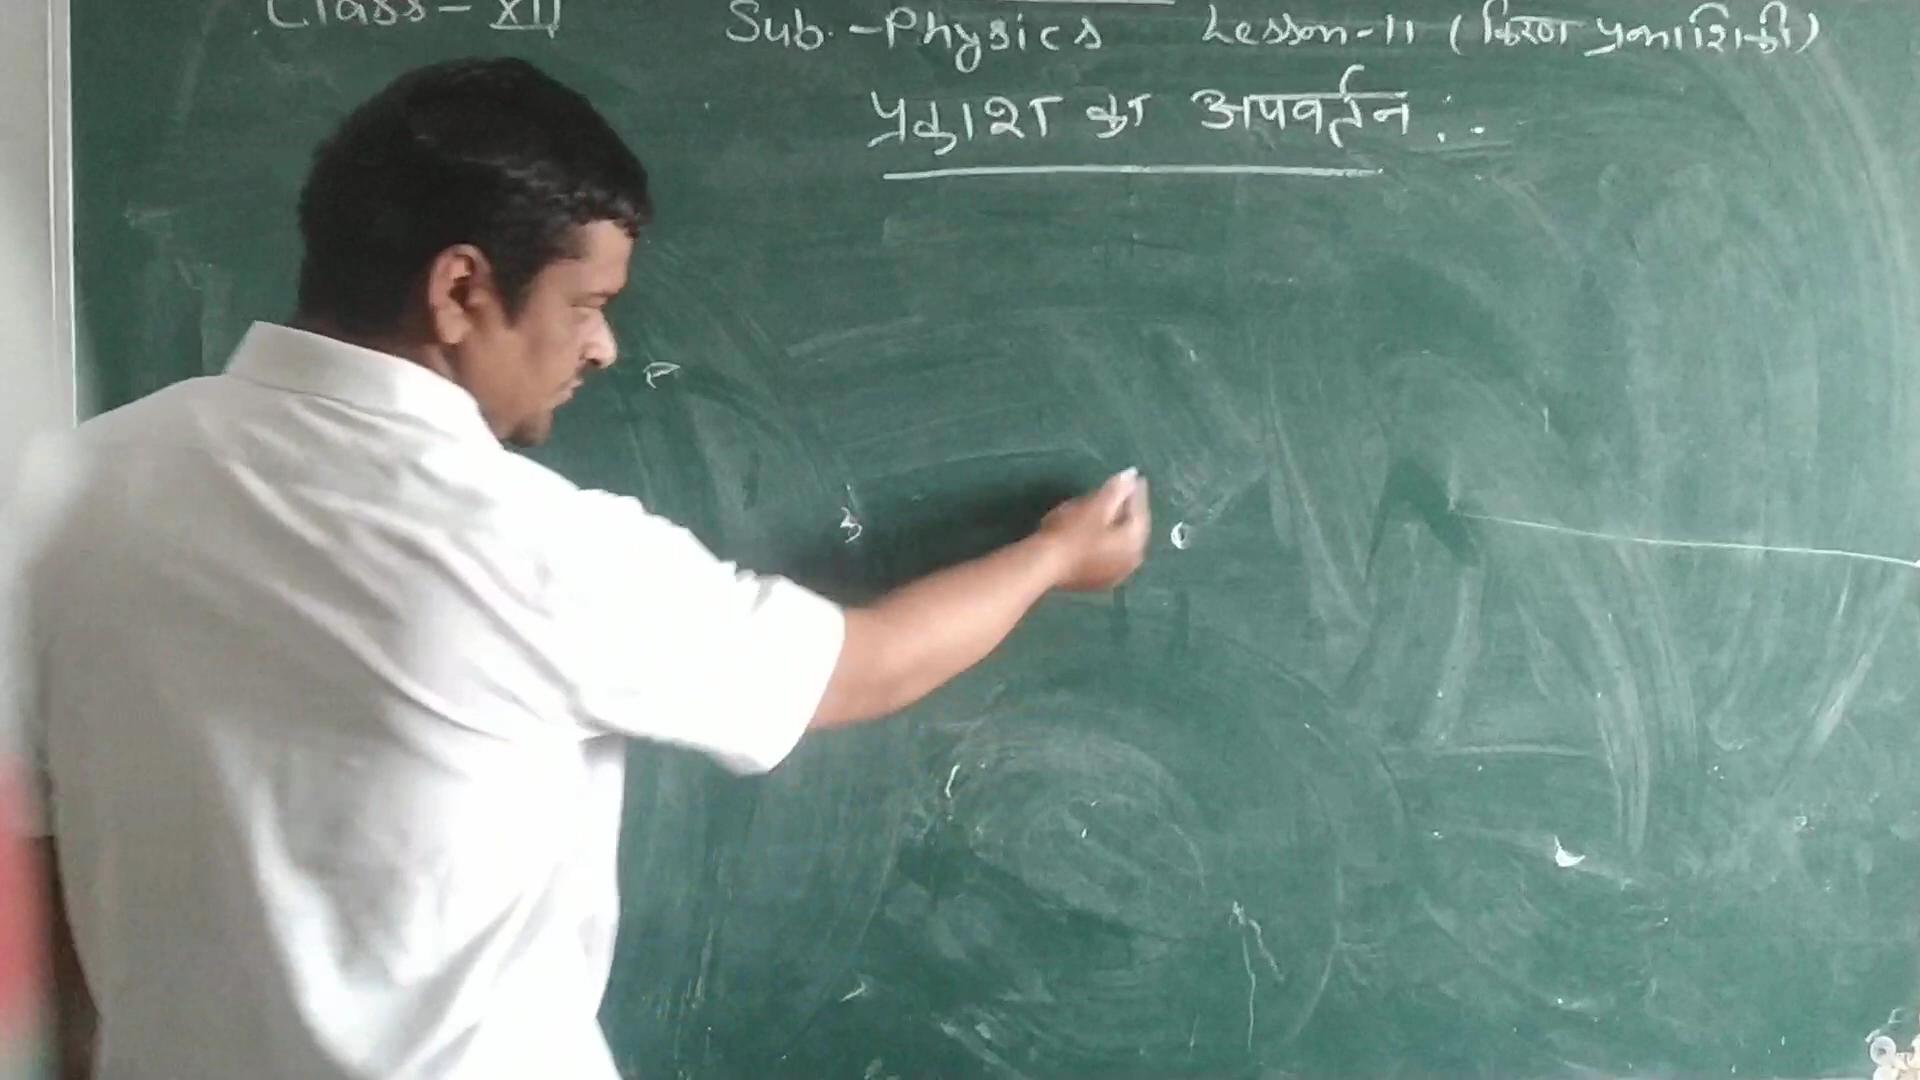 Class-XII Sub.-Physics Lesson-11 (किरण प्रकाशिकी)
प्रकाश का अपवर्तन :.